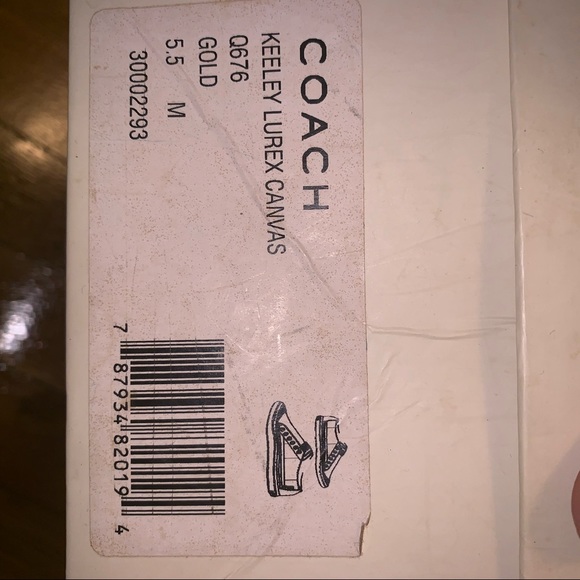 COACH
KEELEY LUREX CANVAS
Q676
GOLD
5.5 M
30002293
7 87934 82019 4